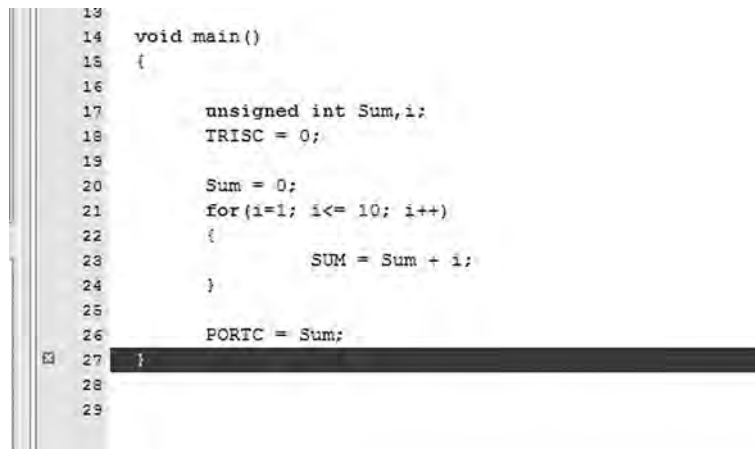 13
14 void main()
15 {
16
17 unsigned int Sum,i;
18 TRISC = 0;
19
20 Sum = 0;
21 for(i=1; i<= 10; i++)
22 {
23 SUM = Sum + i;
24 }
25
26 PORTC = Sum;
27 }
28
29